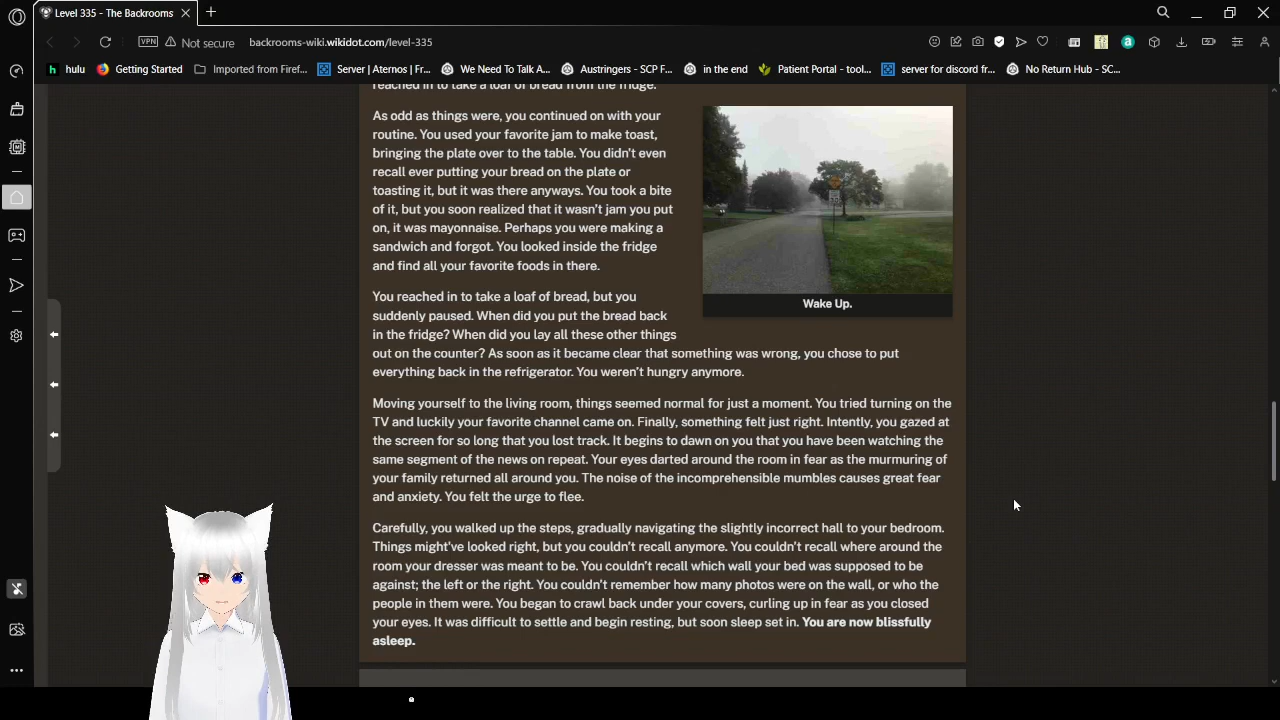 Level 335 - The Backrooms
VPN
Not secure
backrooms-wiki.wikidot.com/level-335
hulu
Getting Started
Imported from Firef...
Server | Aternos | Fr...
We Need To Talk A...
Austringers - SCP F...
in the end
Patient Portal - tool...
server for discord fr...
No Return Hub - SC...
reached in to take a loaf of bread from the fridge.
As odd as things were, you continued on with your
routine. You used your favorite jam to make toast,
bringing the plate over to the table. You didn't even
recall ever putting your bread on the plate or
toasting it, but it was there anyways. You took a bite
of it, but you soon realized that it wasn't jam you put
on, it was mayonnaise. Perhaps you were making a
sandwich and forgot. You looked inside the fridge
and find all your favorite foods in there.
Wake Up.
You reached in to take a loaf of bread, but you
suddenly paused. When did you put the bread back
in the fridge? When did you lay all these other things
out on the counter? As soon as it became clear that something was wrong, you chose to put
everything back in the refrigerator. You weren't hungry anymore.
Moving yourself to the living room, things seemed normal for just a moment. You tried turning on the
TV and luckily your favorite channel came on. Finally, something felt just right. Intently, you gazed at
the screen for so long that you lost track. It begins to dawn on you that you have been watching the
same segment of the news on repeat. Your eyes darted around the room in fear as the murmuring of
your family returned all around you. The noise of the incomprehensible mumbles causes great fear
and anxiety. You felt the urge to flee.
Carefully, you walked up the steps, gradually navigating the slightly incorrect hall to your bedroom.
Things might've looked right, but you couldn't recall anymore. You couldn't recall where around the
room your dresser was meant to be. You couldn't recall which wall your bed was supposed to be
against; the left or the right. You couldn't remember how many photos were on the wall, or who the
people in them were. You began to crawl back under your covers, curling up in fear as you closed
your eyes. It was difficult to settle and begin resting, but soon sleep set in. You are now blissfully
asleep.